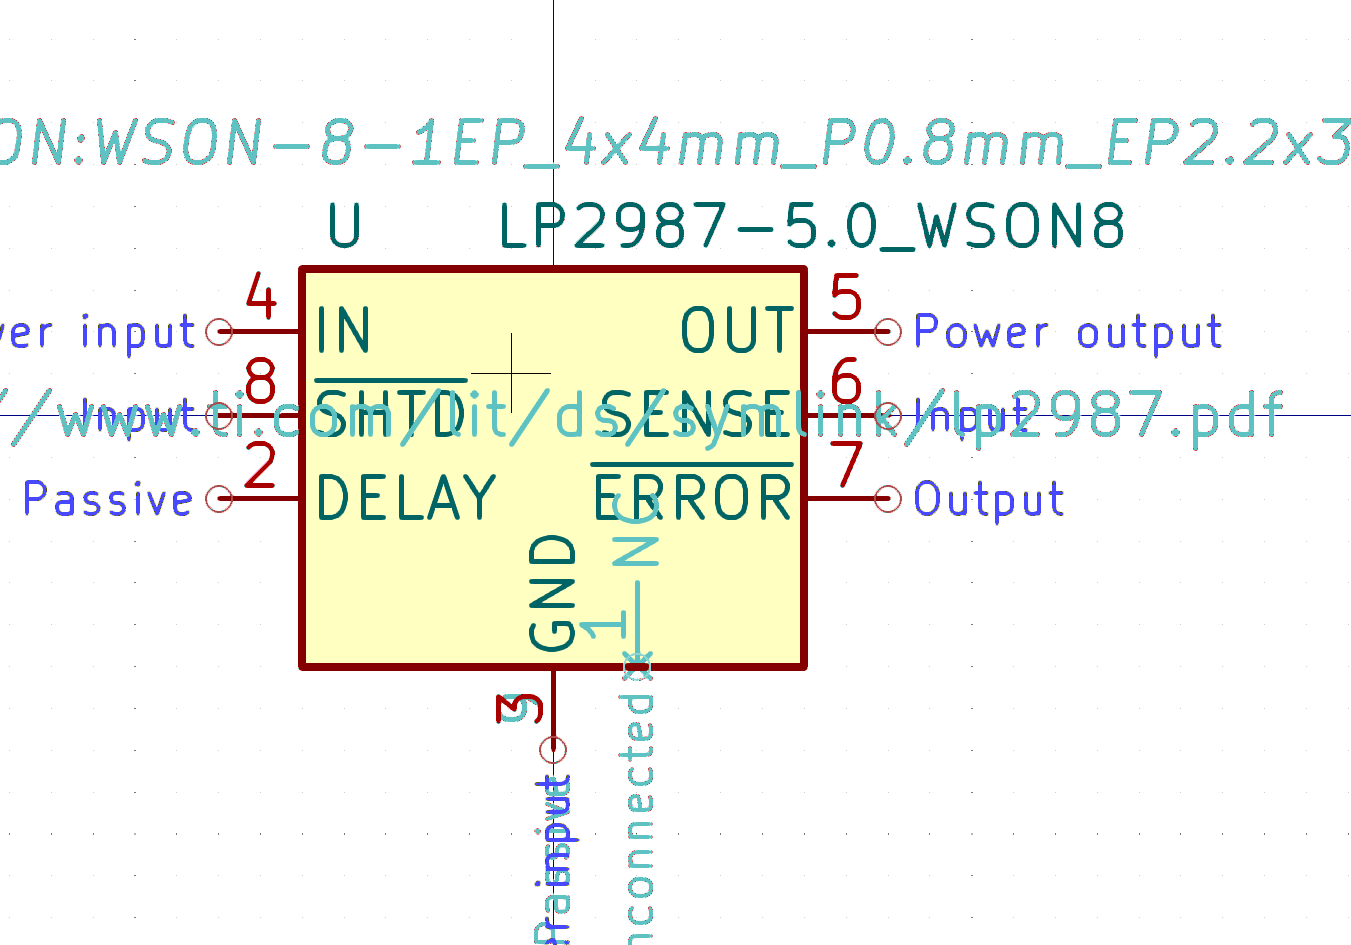 ON:WSON-8-1EP_4x4mm_P0.8mm_EP2.2x3
U LP2987-5.0_WSON8
4 5
ver input IN OUT Power output
8 6
//www.ti.com/lit/ds/symlink/lp2987.pdf
Input SHTD SENSE Input
2 7
Passive DELAY ERROR Output
GND
1 NC
3
9
er input
Passive
nconnected